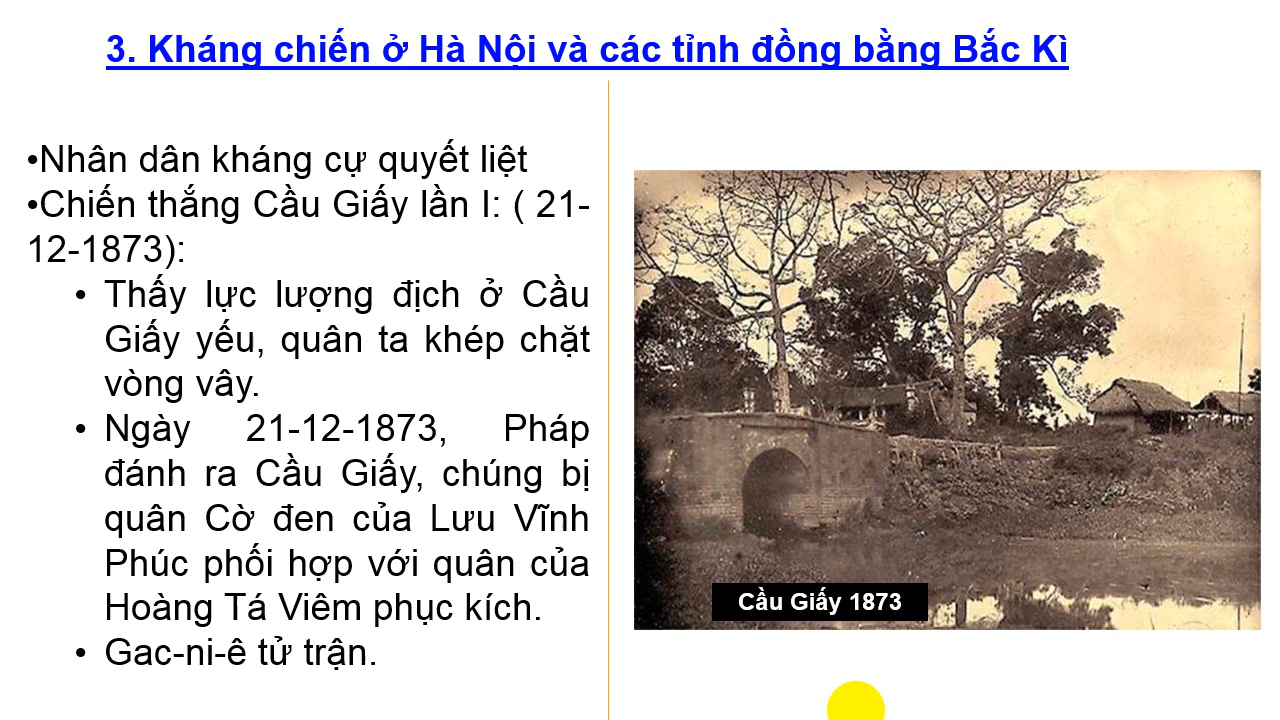 3. Kháng chiến ở Hà Nội và các tỉnh đồng bằng Bắc Kì
•Nhân dân kháng cự quyết liệt
•Chiến thắng Cầu Giấy lần I: ( 21-
12-1873):
• Thấy lực lượng địch ở Cầu
Giấy yếu, quân ta khép chặt
vòng vây.
• Ngày 21-12-1873, Pháp
đánh ra Cầu Giấy, chúng bị
quân Cờ đen của Lưu Vĩnh
Phúc phối hợp với quân của
Hoàng Tá Viêm phục kích.
• Gac-ni-ê tử trận.
Cầu Giấy 1873